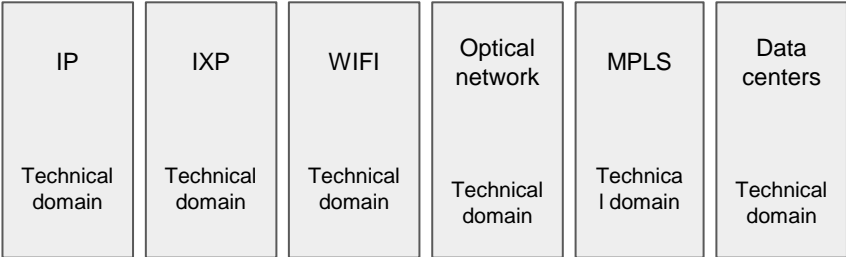 IP
Technical
domain
IXP
Technical
domain
WIFI
Technical
domain
Optical
network
Technical
domain
MPLS
Technica
l domain
Data
centers
Technical
domain